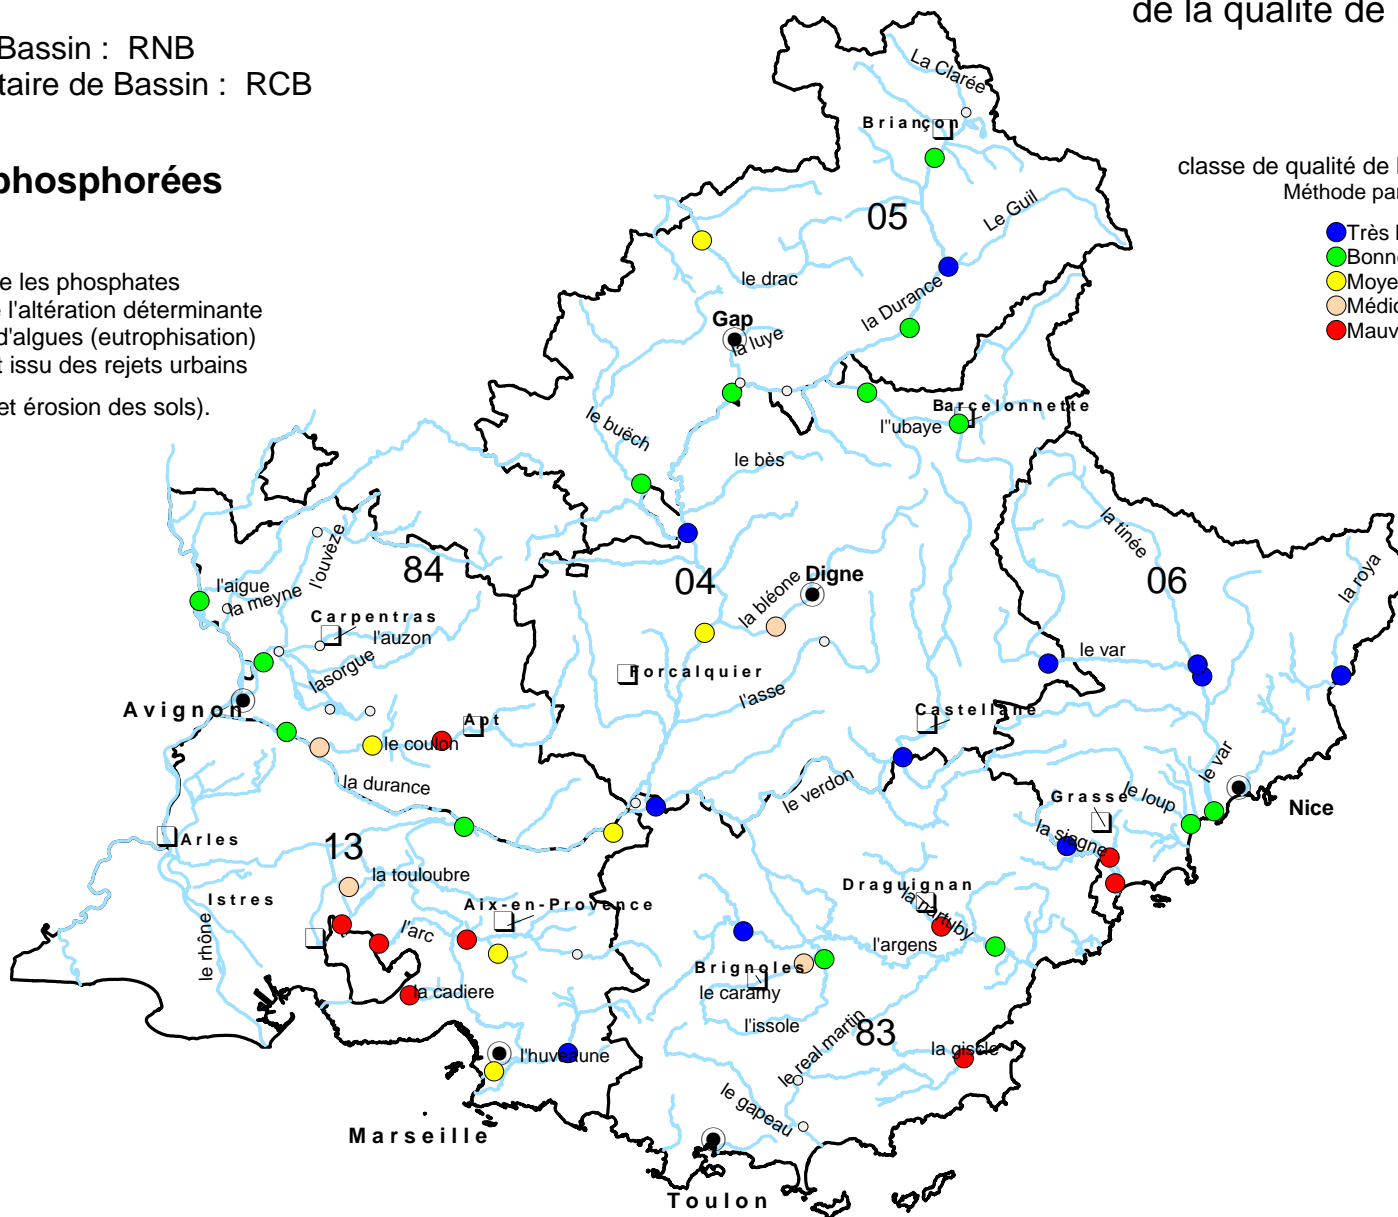 de la qualité de
Bassin : RNB
taire de Bassin : RCB
phosphorées
e les phosphates
e l'altération déterminante
d'algues (eutrophisation)
t issu des rejets urbains
et érosion des sols).
classe de qualité de l
Méthode par
Très
Bonn
Moye
Médio
Mauv
La Clarée
Briançon
05
Le Guil
le drac
la Durance
Gap
la luye
Barcelonnette
l''ubaye
le buëch
le bès
la tinée
l'ouvèze
84
04
Digne
06
la roya
l'aigue
la meyne
la bléone
Carpentras
l'auzon
le var
lasorgue
Forcalquier
l'asse
Avignon
Apt
Castellane
le coulon
la durance
le verdon
le var
le loup
Grasse
Nice
Arles
13
la siagne
la touloubre
Draguignan
Istres
Aix-en-Provence
la nartuby
l'arc
l'argens
le rhône
Brignoles
la cadiere
le caramy
l'issole
le real martin
83
l'huveaune
la giscle
le gapeau
Marseille
Toulon